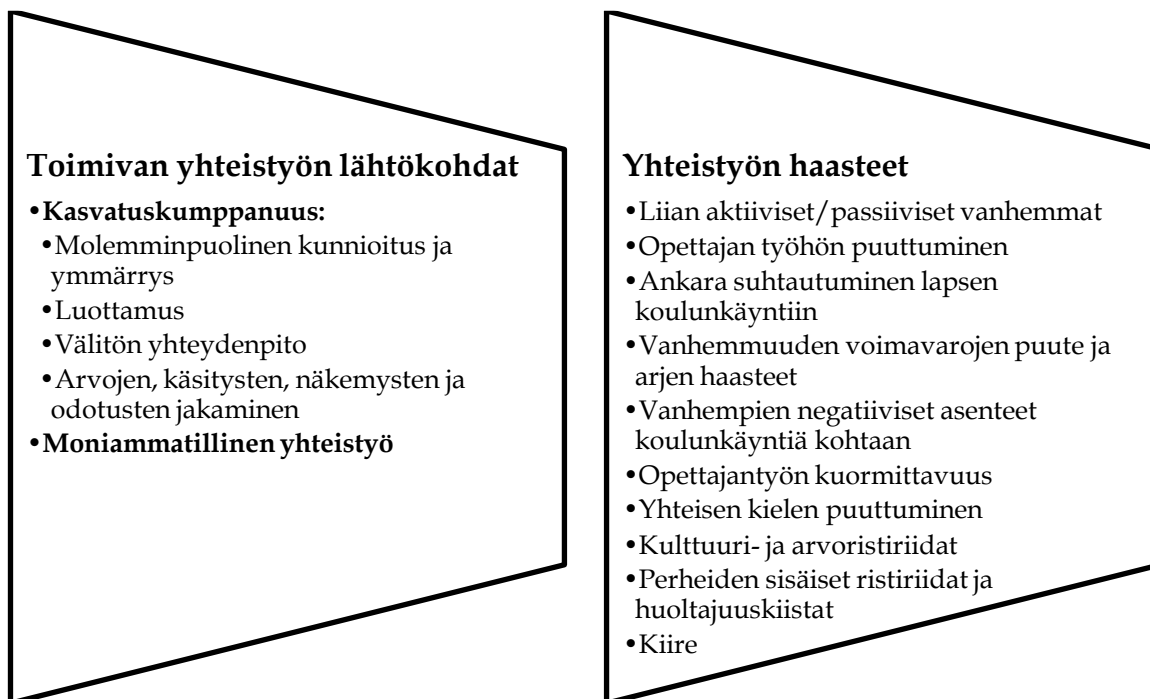 Toimivan yhteistyön lähtökohdat
•Kasvatuskumppanuus:
•Molemminpuolinen kunnioitus ja
ymmärrys
•Luottamus
•Välitön yhteydenpito
•Arvojen, käsitysten, näkemysten ja
odotusten jakaminen
•Moniammatillinen yhteistyö
Yhteistyön haasteet
•Liian aktiiviset/passiiviset vanhemmat
•Opettajan työhön puuttuminen
•Ankara suhtautuminen lapsen
koulunkäyntiin
•Vanhemmuuden voimavarojen puute ja
arjen haasteet
•Vanhempien negatiiviset asenteet
koulunkäyntiä kohtaan
•Opettajantyön kuormittavuus
•Yhteisen kielen puuttuminen
•Kulttuuri- ja arvoristiriidat
•Perheiden sisäiset ristiriidat ja
huoltajuuskiistat
•Kiire